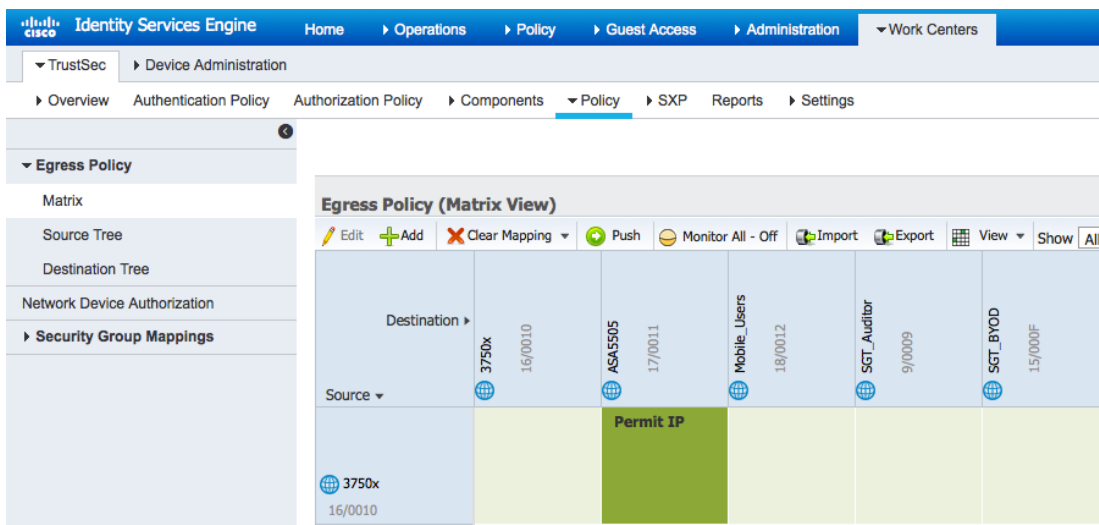 cisco Identity Services Engine Home Operations Policy Guest Access Administration Work Centers
TrustSec Device Administration
Overview Authentication Policy Authorization Policy Components Policy SXP Reports Settings
Egress Policy
Matrix
Source Tree
Destination Tree
Network Device Authorization
Security Group Mappings
Egress Policy (Matrix View)
Edit Add Clear Mapping Push Monitor All - Off Import Export View Show All
Destination
Source
3750x 16/0010
ASA5505 17/0011
Mobile_Users 18/0012
SGT_Auditor 9/0009
SGT_BYOD 15/000F
Permit IP
3750x
16/0010